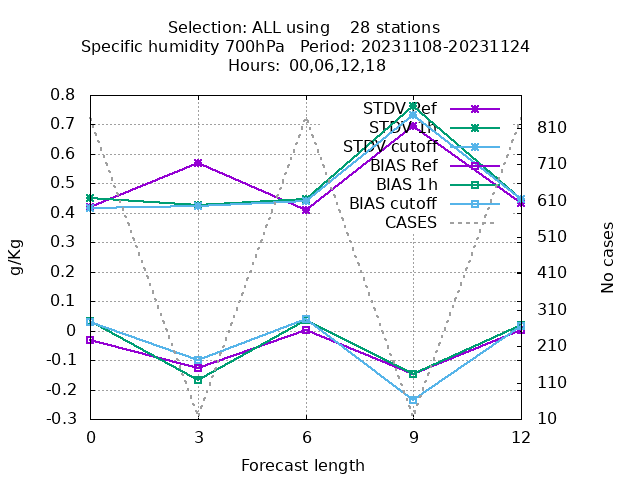 Selection: ALL using    28 stations
Specific humidity 700hPa   Period: 20231108-20231124
Hours: 00,06,12,18
STDV Ref
STDV 1h
STDV cutoff
BIAS Ref
BIAS 1h
BIAS cutoff
CASES
0.8
0.7
0.6
0.5
0.4
0.3
0.2
0.1
0
-0.1
-0.2
-0.3
g/Kg
810
710
610
510
410
310
210
110
10
No cases
0 3 6 9 12
Forecast length